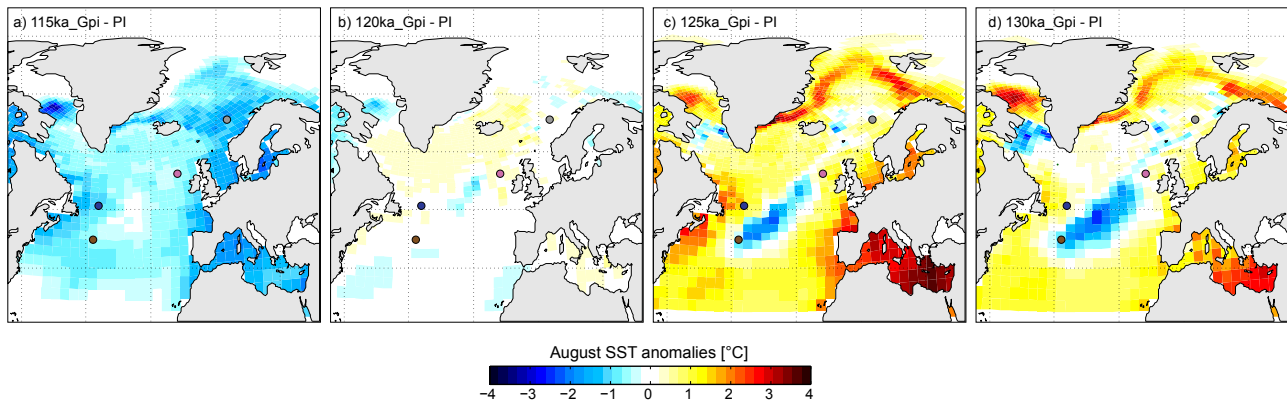 a) 115ka_Gpi - PI
b) 120ka_Gpi - PI
c) 125ka_Gpi - PI
d) 130ka_Gpi - PI
August SST anomalies [°C]
−4 −3 −2 −1 0 1 2 3 4